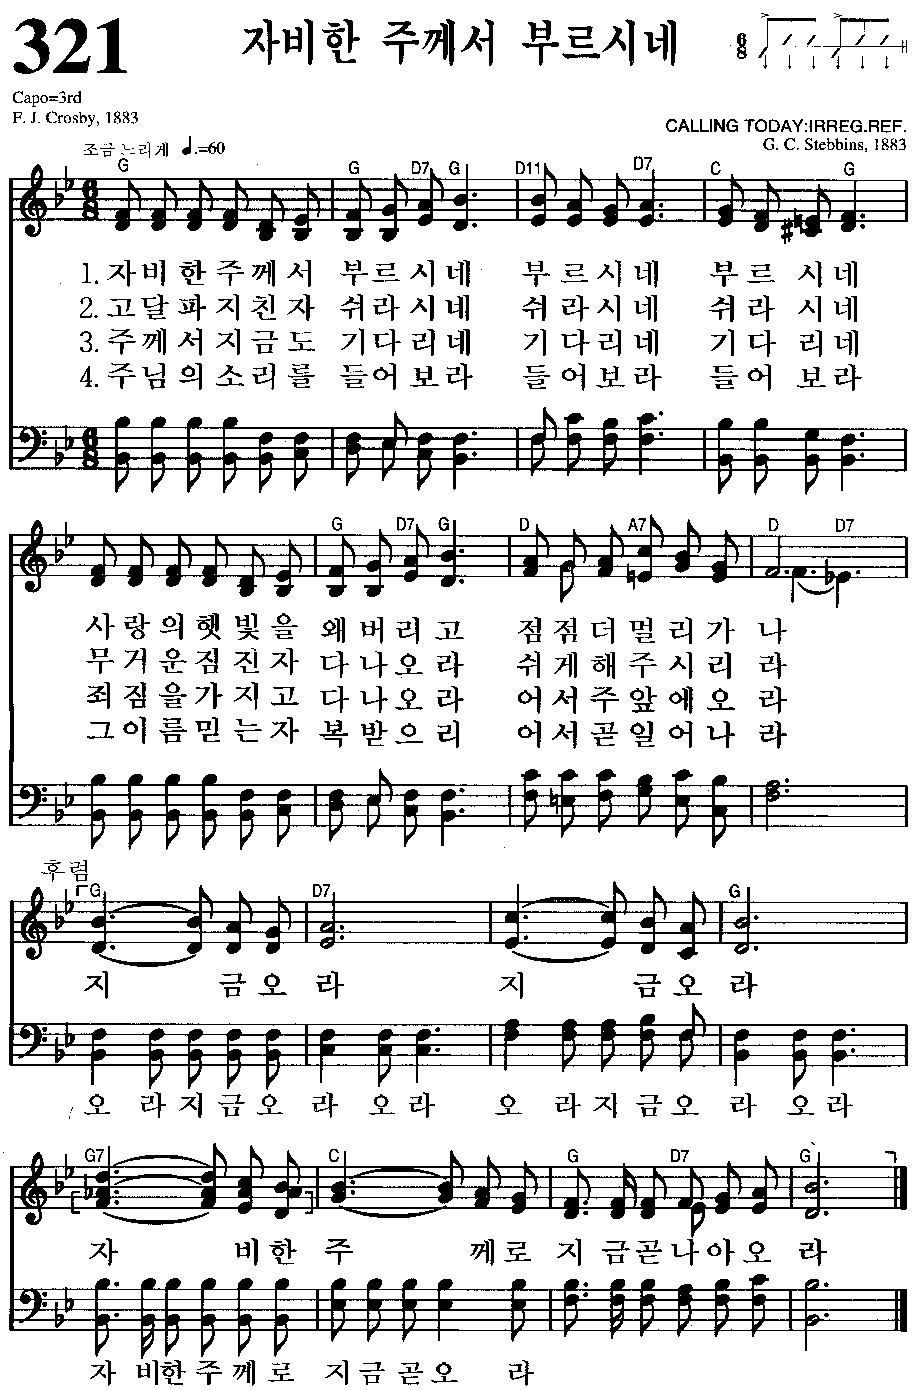 321
자비한 주께서 부르시네
6
8
Capo=3rd
F. J. Crosby, 1883
CALLING TODAY:IRREG.REF.
G. C. Stebbins, 1883
조금 느리게 ♩.=60
G G D7 G D11 D7 C G
1.자비한주께서 부르시네 부르시네 부르 시네
2.고달파지친자 쉬라시네 쉬라시네 쉬라 시네
3.주께서지금도 기다리네 기다리네 기다 리네
4.주님의소리를 들어보라 들어보라 들어 보라
G D7 G D A7 D D7
사랑의햇빛을 왜버리고 점점더멀리가 나
무거운짐진자 다나오라 쉬게해주시리 라
죄짐을가지고 다나오라 어서주앞에오 라
그이름믿는자 복받으리 어서곧일어나 라
후렴
G D7 G
지 금오 라 지 금오 라
오 라지금오 라 오라 오 라지금오 라 오라
G7 C G D7 G
자 비한 주 께로 지 금곧나아오 라
자 비한주께 로 지금곧오 라